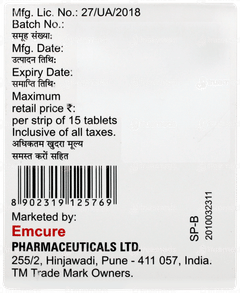 Mfg. Lic. No.: 27/UA/2018
Batch No.:
समूह संख्या:
Mfg. Date:
उत्पादन तिथि:
Expiry Date:
समाप्ति तिथि:
Maximum
retail price ₹:
per strip of 15 tablets
Inclusive of all taxes.
अधिकतम खुदरा मूल्य
समस्त करों सहित
8 902319 125769
Marketed by:
Emcure
PHARMACEUTICALS LTD.
255/2, Hinjawadi, Pune - 411 057, India.
TM Trade Mark Owners.
SP-B
2010032311